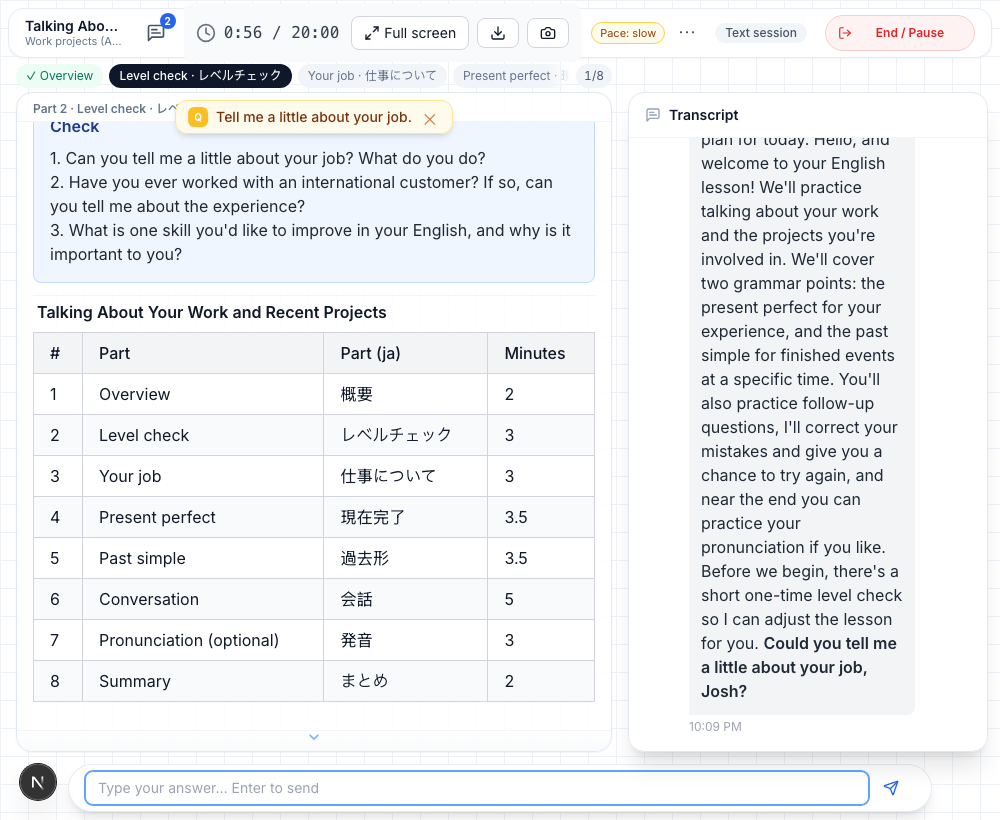 Talking Abo...
Work projects (A...
2
0:56 / 20:00
Full screen
Pace: slow
Text session
End / Pause
✓ Overview
Level check · レベルチェック
Your job · 仕事について
Present perfect ·
1/8
Part 2 · Level check ·
Q Tell me a little about your job.
Check
1. Can you tell me a little about your job? What do you do?
2. Have you ever worked with an international customer? If so, can
you tell me about the experience?
3. What is one skill you'd like to improve in your English, and why is it
important to you?
Talking About Your Work and Recent Projects
# Part Part (ja) Minutes
1 Overview 概要 2
2 Level check レベルチェック 3
3 Your job 仕事について 3
4 Present perfect 現在完了 3.5
5 Past simple 過去形 3.5
6 Conversation 会話 5
7 Pronunciation (optional) 発音 3
8 Summary まとめ 2
Transcript
plan for today. Hello, and
welcome to your English
lesson! We'll practice
talking about your work
and the projects you're
involved in. We'll cover
two grammar points: the
present perfect for your
experience, and the past
simple for finished events
at a specific time. You'll
also practice follow-up
questions, I'll correct your
mistakes and give you a
chance to try again, and
near the end you can
practice your
pronunciation if you like.
Before we begin, there's a
short one-time level check
so I can adjust the lesson
for you. Could you tell me
a little about your job,
Josh?
10:09 PM
N
Type your answer... Enter to send